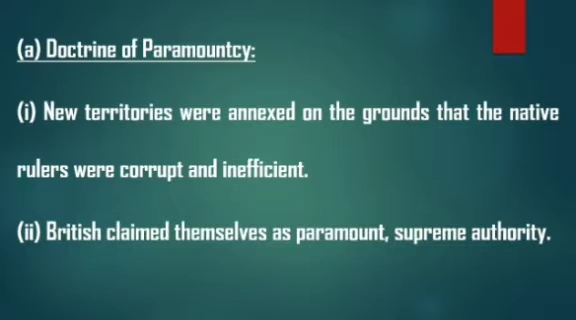 (a) Doctrine of Paramountcy:
(i) New territories were annexed on the grounds that the native
rulers were corrupt and inefficient.
(ii) British claimed themselves as paramount, supreme authority.